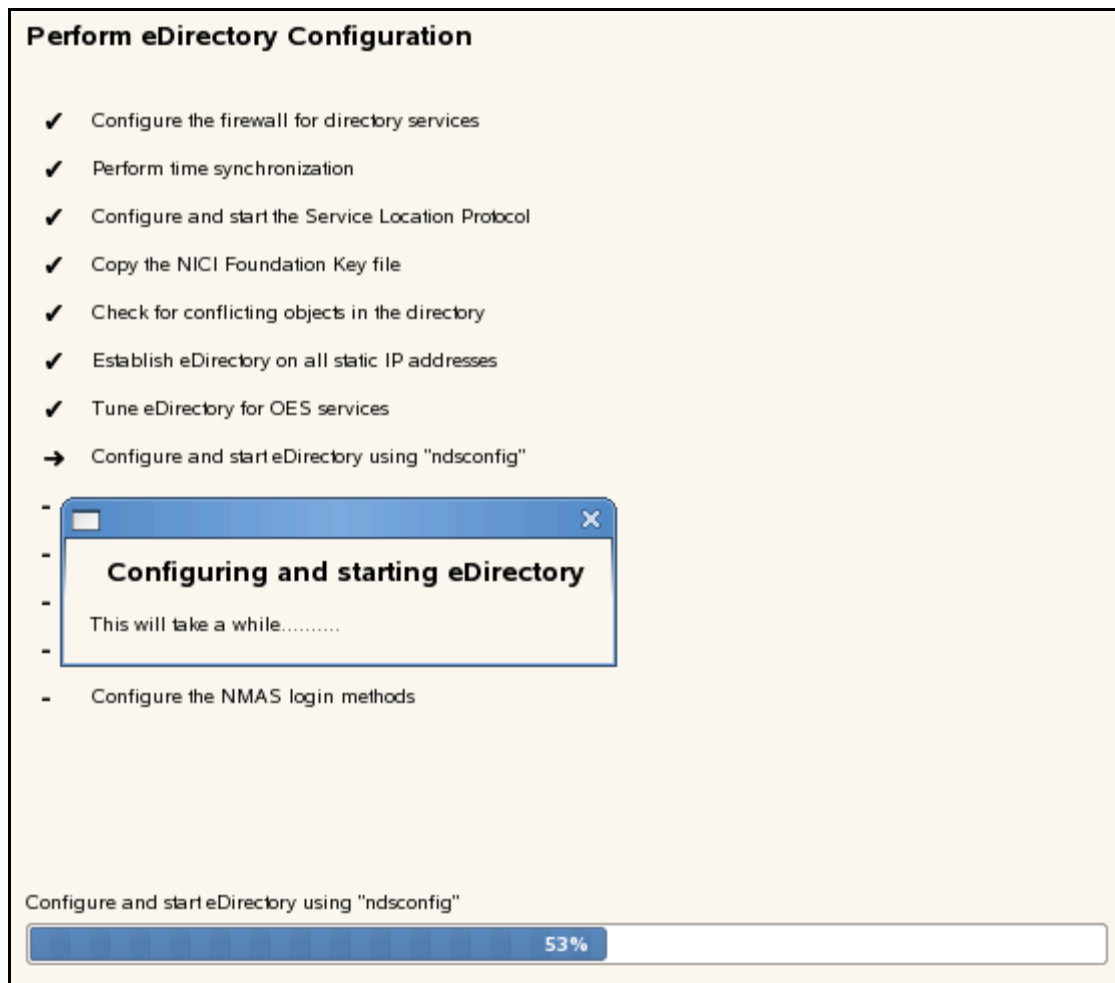 Perform eDirectory Configuration
✔ Configure the firewall for directory services
✔ Perform time synchronization
✔ Configure and start the Service Location Protocol
✔ Copy the NICI Foundation Key file
✔ Check for conflicting objects in the directory
✔ Establish eDirectory on all static IP addresses
✔ Tune eDirectory for OES services
➔ Configure and start eDirectory using "ndsconfig"
-
-
-
-
Configuring and starting eDirectory
This will take a while..........
- Configure the NMAS login methods
Configure and start eDirectory using "ndsconfig"
53%